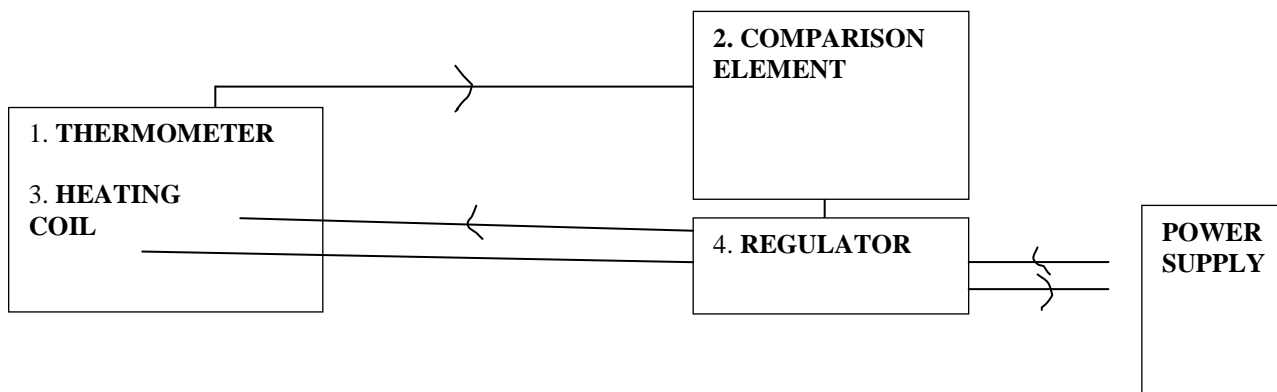 2. COMPARISON
ELEMENT
1. THERMOMETER
3. HEATING
COIL
4. REGULATOR
POWER
SUPPLY